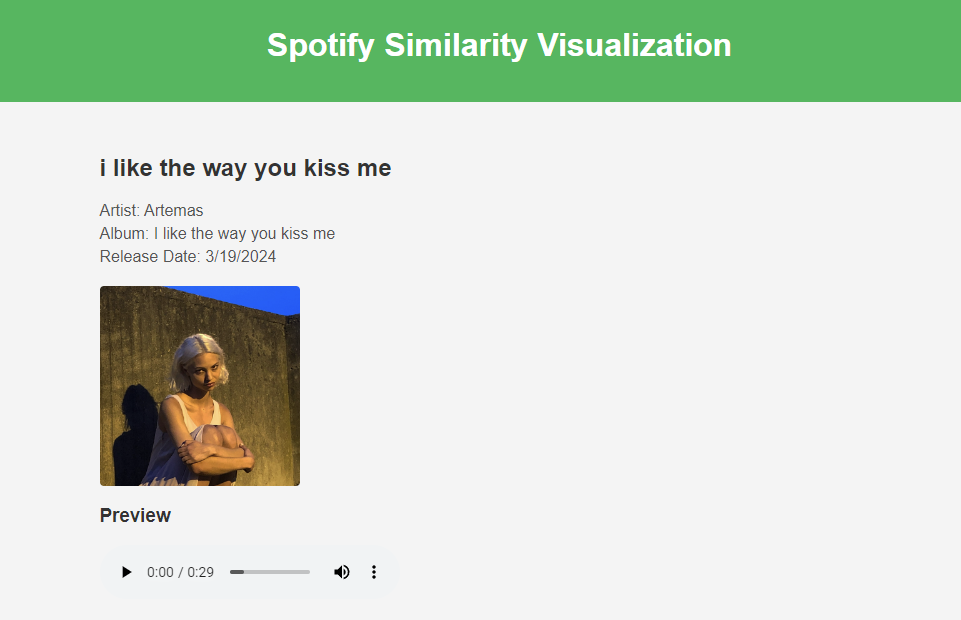 Spotify Similarity Visualization
i like the way you kiss me
Artist: Artemas
Album: I like the way you kiss me
Release Date: 3/19/2024
Preview
0:00 / 0:29